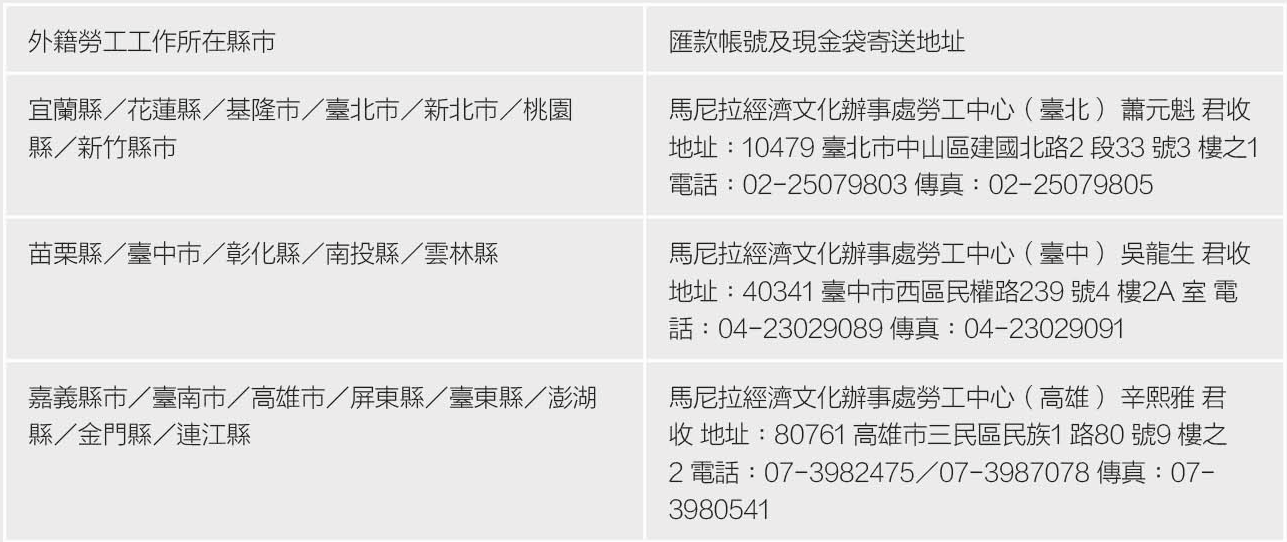 外籍勞工工作所在縣市
匯款帳號及現金袋寄送地址
宜蘭縣／花蓮縣／基隆市／臺北市／新北市／桃園
縣／新竹縣市
馬尼拉經濟文化辦事處勞工中心（臺北） 蕭元魁 君收
地址：10479 臺北市中山區建國北路2 段33 號3 樓之1
電話：02-25079803 傳真：02-25079805
苗栗縣／臺中市／彰化縣／南投縣／雲林縣
馬尼拉經濟文化辦事處勞工中心（臺中） 吳龍生 君收
地址：40341 臺中市西區民權路239 號4 樓2A 室 電
話：04-23029089 傳真：04-23029091
嘉義縣市／臺南市／高雄市／屏東縣／臺東縣／澎湖
縣／金門縣／連江縣
馬尼拉經濟文化辦事處勞工中心（高雄） 辛熙雅 君
收 地址：80761 高雄市三民區民族1 路80 號9 樓之
2 電話：07-3982475／07-3987078 傳真：07-
3980541